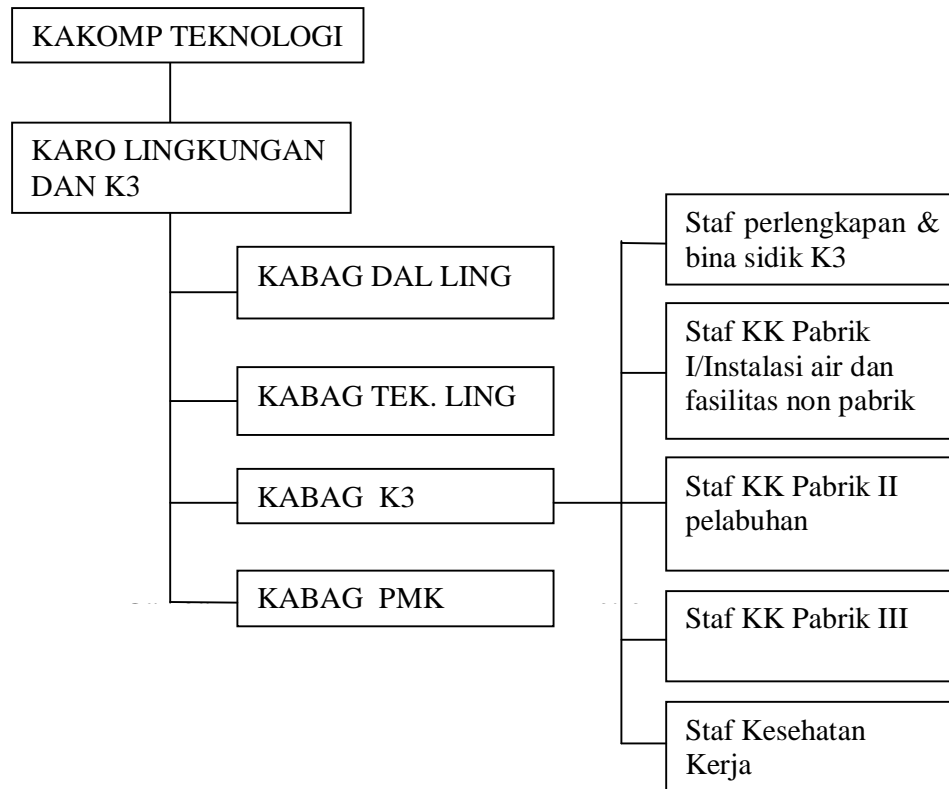 KAKOMP TEKNOLOGI
KARO LINGKUNGAN
DAN K3
KABAG DAL LING
KABAG TEK. LING
KABAG K3
KABAG PMK
Staf perlengkapan &
bina sidik K3
Staf KK Pabrik
I/Instalasi air dan
fasilitas non pabrik
Staf KK Pabrik II
pelabuhan
Staf KK Pabrik III
Staf Kesehatan
Kerja